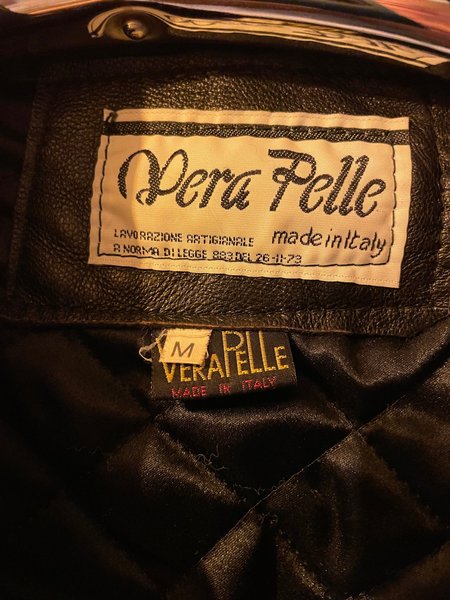 Vera Pelle
LAVORAZIONE ARTIGIANALE
made in Italy
A NORMA DI LEGGE 883 DEL 26-11-73
M
VERA PELLE
MADE IN ITALY